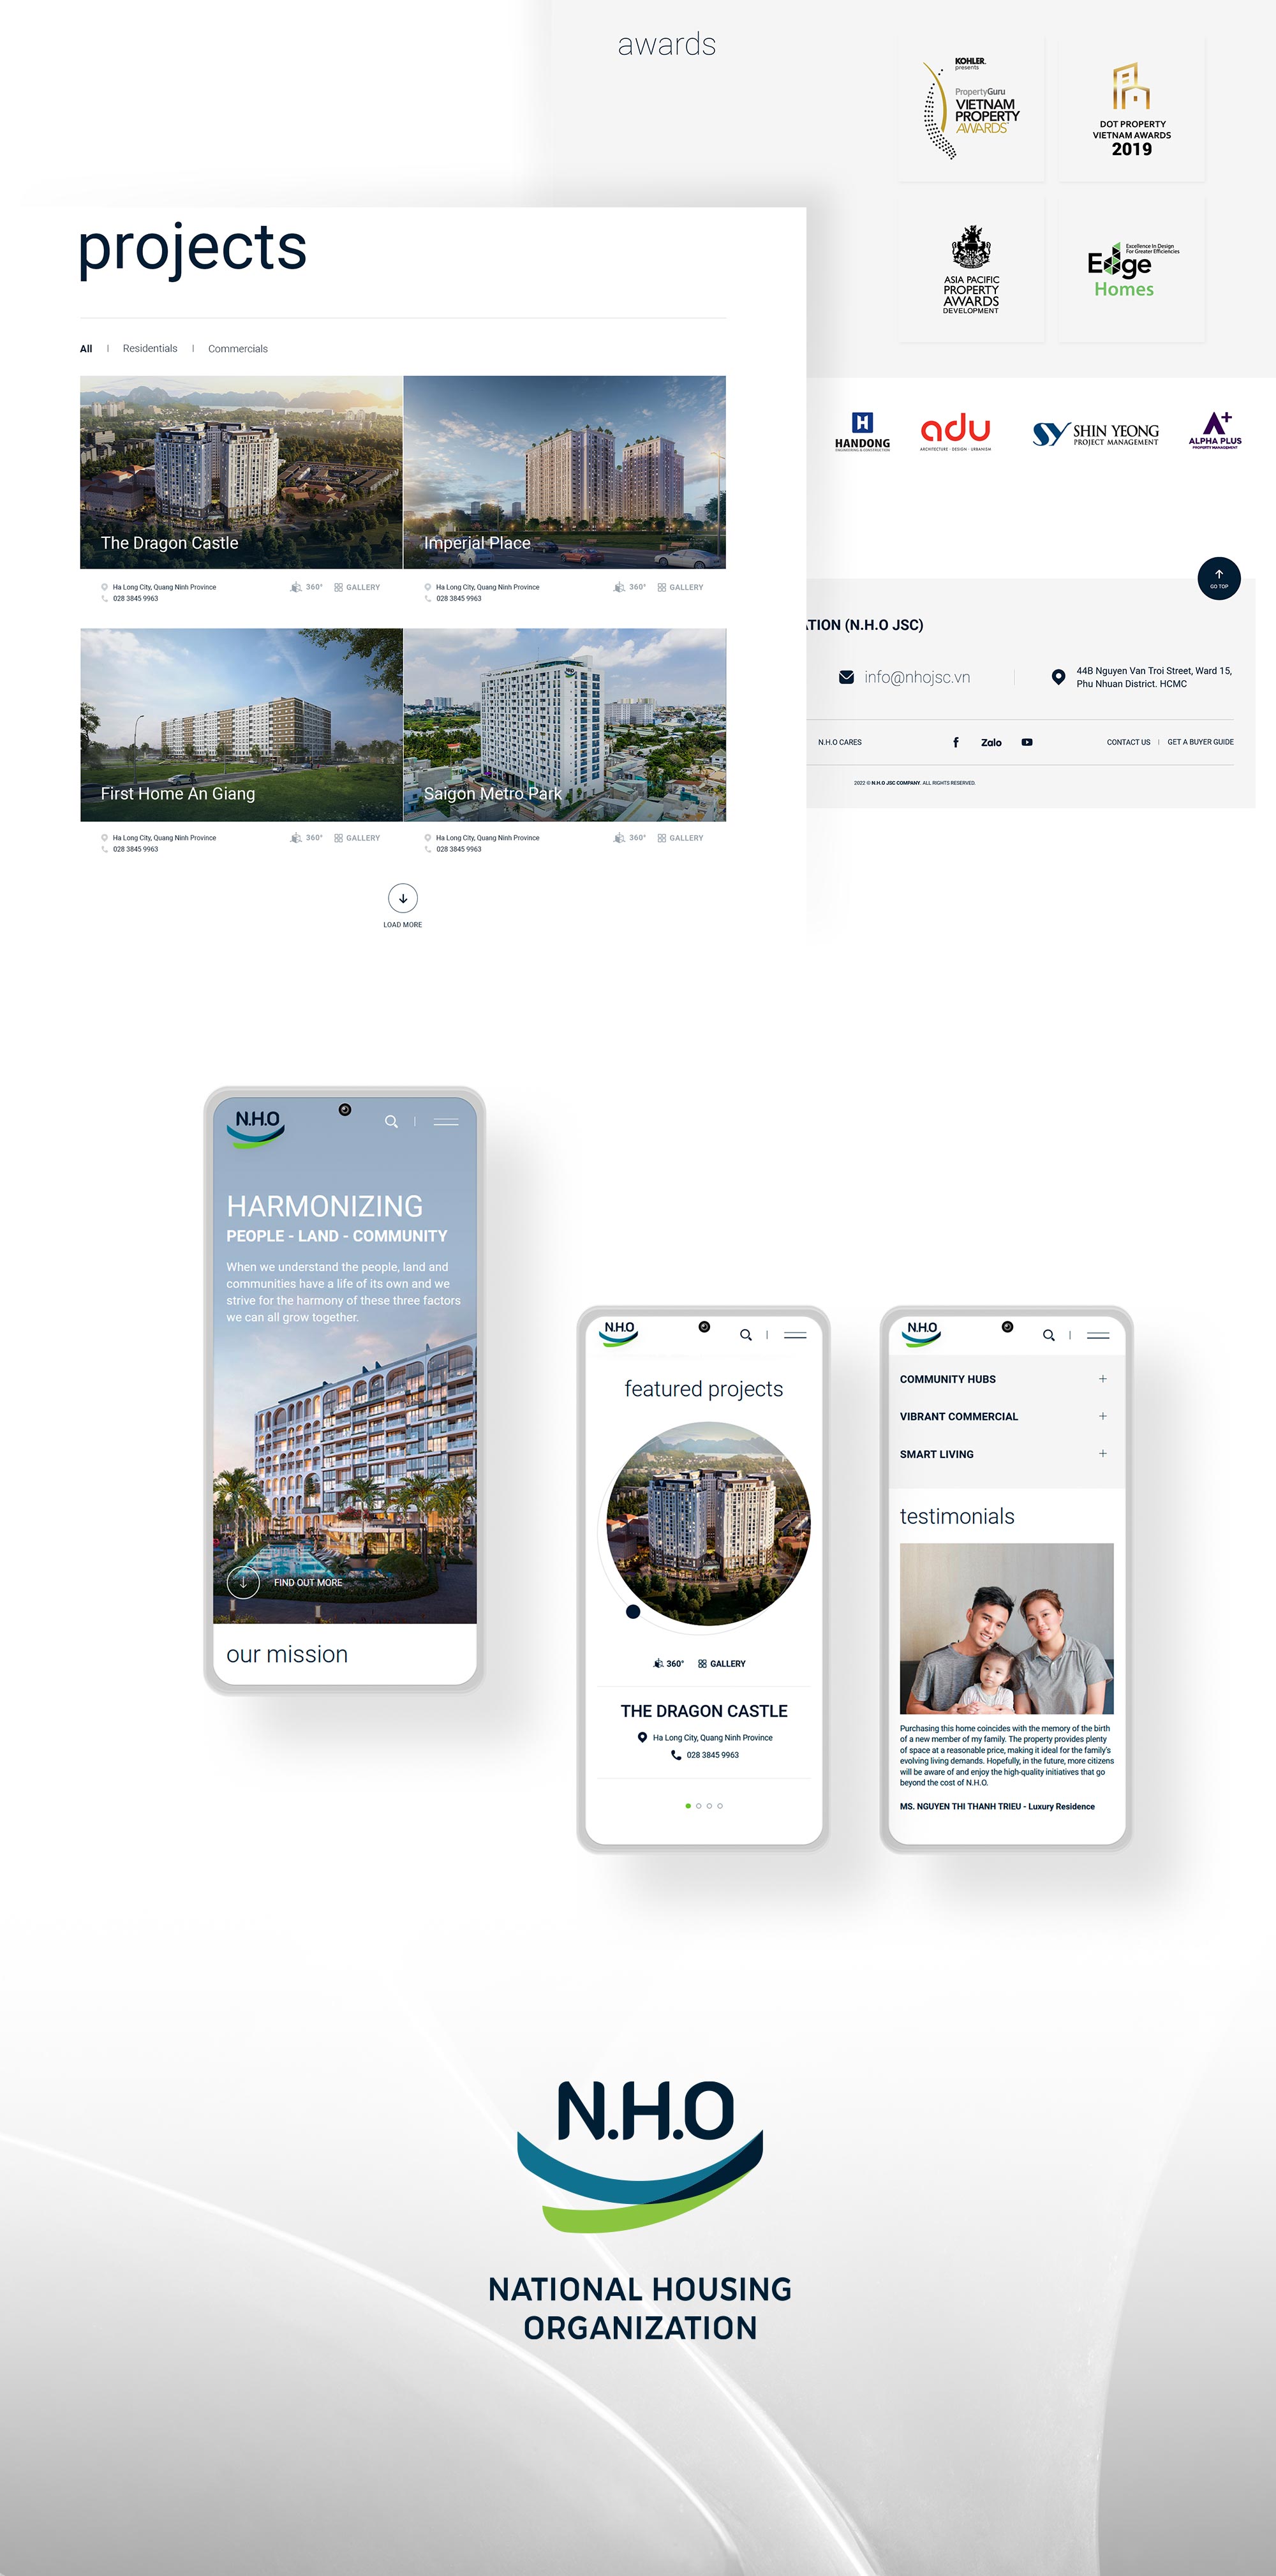 awards
KOHLER.
presents
PropertyGuru
VIETNAM
PROPERTY
AWARDS
DOT PROPERTY
VIETNAM AWARDS
2019
ASIA PACIFIC
PROPERTY
AWARDS
DEVELOPMENT
Excellence In Design
For Greater Efficiencies
Edge
Homes
projects
All | Residentials | Commercials
The Dragon Castle
Ha Long City, Quang Ninh Province
028 3845 9963
360° GALLERY
Imperial Place
Ha Long City, Quang Ninh Province
028 3845 9963
360° GALLERY
First Home An Giang
Ha Long City, Quang Ninh Province
028 3845 9963
360° GALLERY
Saigon Metro Park
Ha Long City, Quang Ninh Province
028 3845 9963
360° GALLERY
LOAD MORE
H
HANDONG
ENGINEERING & CONSTRUCTION
adu
ARCHITECTURE · DESIGN · URBANISM
SY SHIN YEONG
PROJECT MANAGEMENT
A+
ALPHA PLUS
PROPERTY MANAGEMENT
GO TOP
ATION (N.H.O JSC)
info@nhojsc.vn
44B Nguyen Van Troi Street, Ward 15,
Phu Nhuan District. HCMC
N.H.O CARES
f Zalo
CONTACT US | GET A BUYER GUIDE
2022 © N.H.O JSC COMPANY. ALL RIGHTS RESERVED.
N.H.O
HARMONIZING
PEOPLE - LAND - COMMUNITY
When we understand the people, land and
communities have a life of its own and we
strive for the harmony of these three factors
we can all grow together.
FIND OUT MORE
our mission
N.H.O
featured projects
360° GALLERY
THE DRAGON CASTLE
Ha Long City, Quang Ninh Province
028 3845 9963
N.H.O
COMMUNITY HUBS +
VIBRANT COMMERCIAL +
SMART LIVING +
testimonials
Purchasing this home coincides with the memory of the birth
of a new member of my family. The property provides plenty
of space at a reasonable price, making it ideal for the family's
evolving living demands. Hopefully, in the future, more citizens
will be aware of and enjoy the high-quality initiatives that go
beyond the cost of N.H.O.
MS. NGUYEN THI THANH TRIEU - Luxury Residence
N.H.O
NATIONAL HOUSING
ORGANIZATION